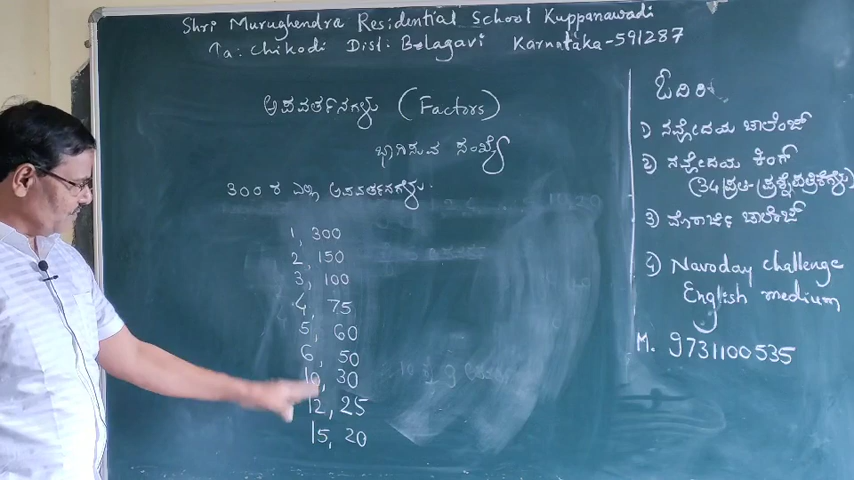 Shri Murughendra Residential School Kuppanawadi
Ta: Chikodi Dist: Belagavi Karnataka-591287
ಅಪವರ್ತನಗಳು (Factors)
ಭಾಗಿಸುವ ಸಂಖ್ಯೆ
300 ರ ಎಲ್ಲಾ ಅಪವರ್ತನಗಳು.
1, 300
2, 150
3, 100
4, 75
5, 60
6, 50
10, 30
12, 25
15, 20
ಓದಿರಿ
1) ನವೋದಯ ಚಾಲೆಂಜ್
2) ನವೋದಯ ಕಿಂಗ್
(34 ಪ್ರಶ್ನೆಪತ್ರಿಕೆಗಳು)
3) ಮೊರಾರ್ಜಿ ಚಾಲೆಂಜ್
4) Navoday challenge
English medium
M. 9731100535